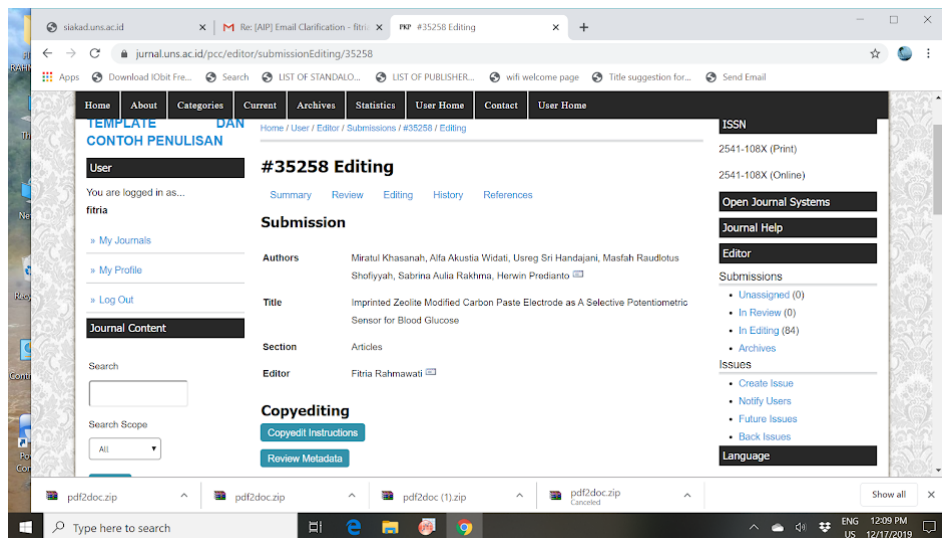 siakad.uns.ac.id
Re: [AIP] Email Clarification - fitri
PKP #35258 Editing
jurnal.uns.ac.id/pcc/editor/submissionEditing/35258
Apps Download IObit Fre... Search LIST OF STANDALO... LIST OF PUBLISHER... wifi welcome page Title suggestion for... Send Email
Home About Categories Current Archives Statistics User Home Contact User Home
TEMPLATE DAN
CONTOH PENULISAN
User
You are logged in as...
fitria
» My Journals
» My Profile
» Log Out
Journal Content
Search
Search Scope
All
Home / User / Editor / Submissions / #35258 / Editing
#35258 Editing
Summary Review Editing History References
Submission
Authors Miratul Khasanah, Alfa Akustia Widati, Usreg Sri Handajani, Masfah Raudlotus
Shofiyyah, Sabrina Aulia Rakhma, Herwin Predianto
Title Imprinted Zeolite Modified Carbon Paste Electrode as A Selective Potentiometric
Sensor for Blood Glucose
Section Articles
Editor Fitria Rahmawati
Copyediting
Copyedit Instructions
Review Metadata
ISSN
2541-108X (Print)
2541-108X (Online)
Open Journal Systems
Journal Help
Editor
Submissions
• Unassigned (0)
• In Review (0)
• In Editing (84)
• Archives
Issues
• Create Issue
• Notify Users
• Future Issues
• Back Issues
Language
pdf2doc.zip
pdf2doc.zip
pdf2doc (1).zip
pdf2doc.zip
Canceled
Show all
Type here to search
ENG 12:09 PM
US 12/17/2019